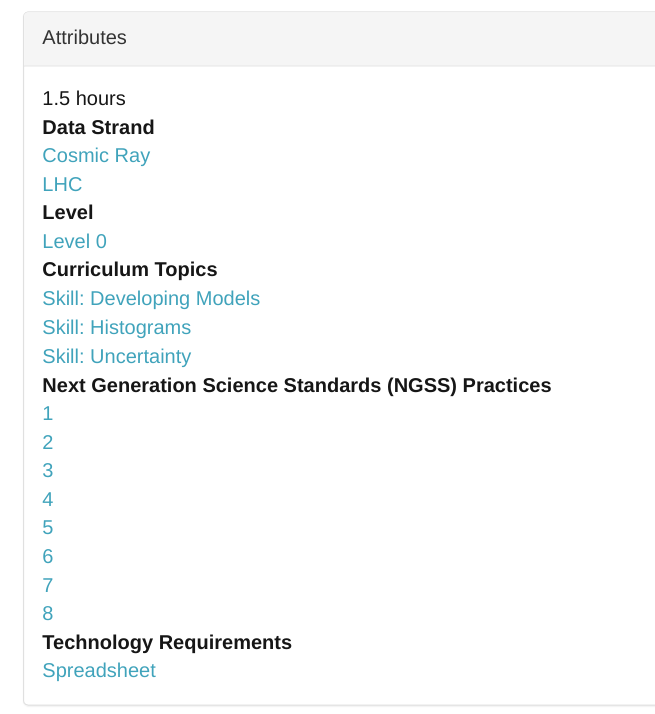 Attributes
1.5 hours
Data Strand
Cosmic Ray
LHC
Level
Level 0
Curriculum Topics
Skill: Developing Models
Skill: Histograms
Skill: Uncertainty
Next Generation Science Standards (NGSS) Practices
1
2
3
4
5
6
7
8
Technology Requirements
Spreadsheet